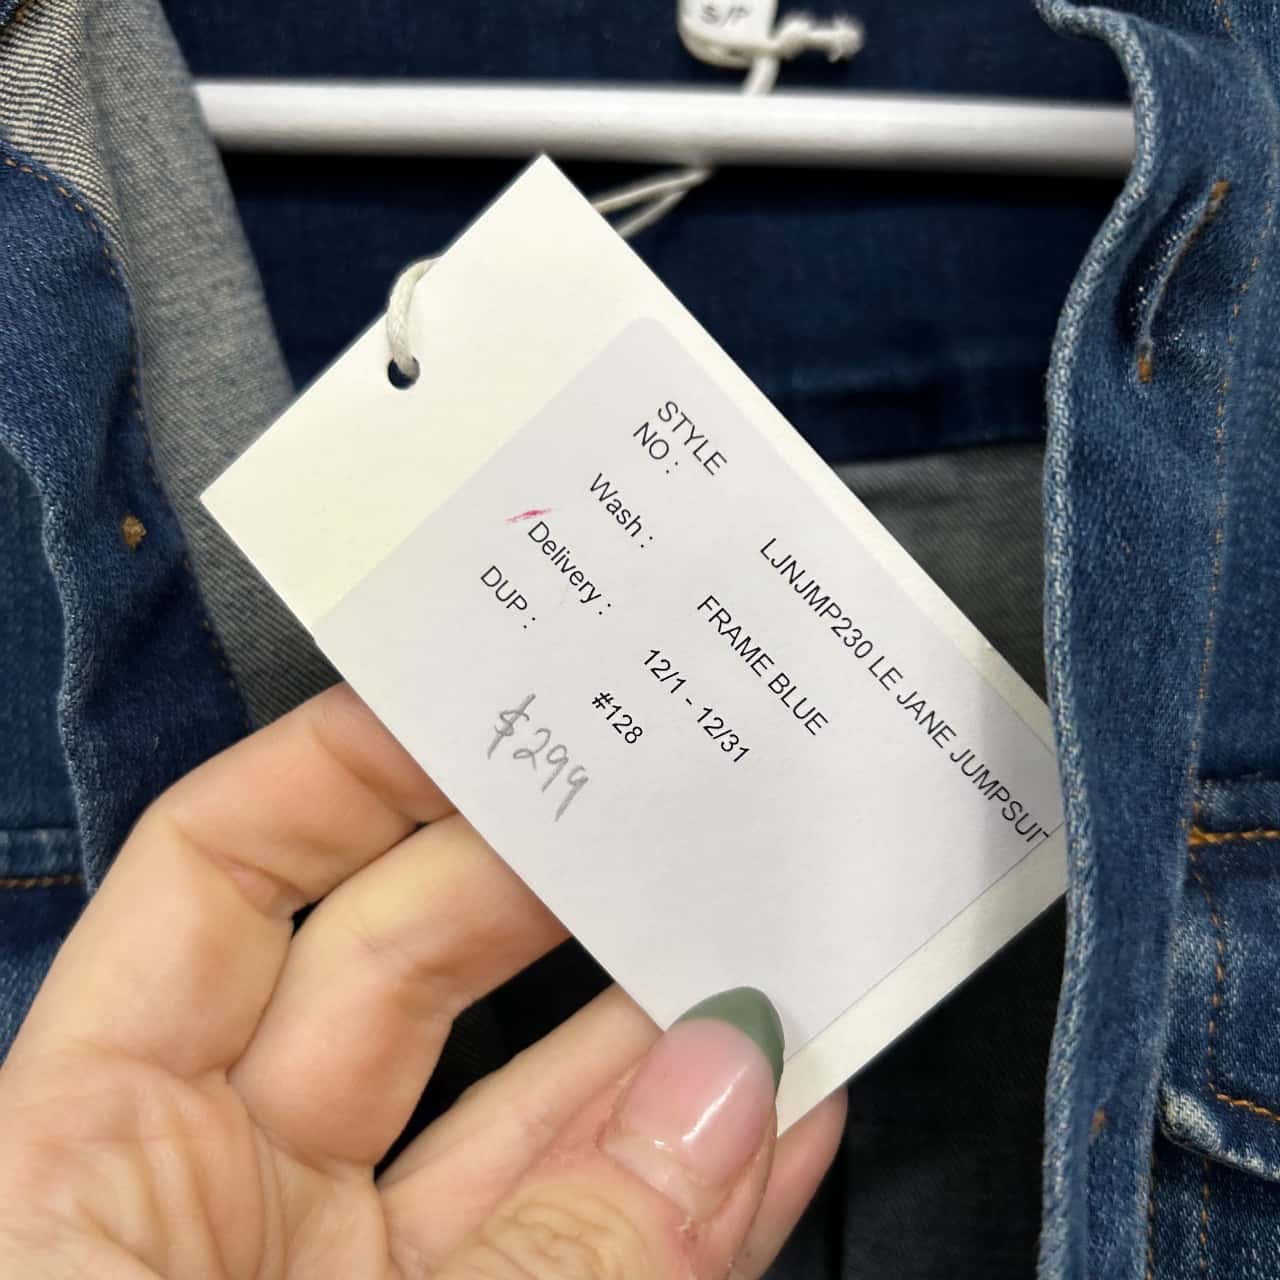 S/P
STYLE
NO : LJNJMP230 LE JANE JUMPSUIT
Wash : FRAME BLUE
Delivery : 12/1 - 12/31
DUP : #128
$299